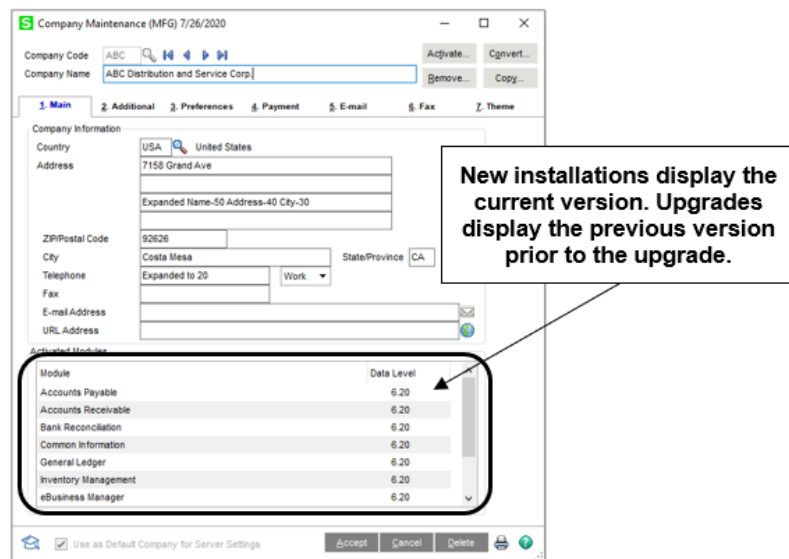 S Company Maintenance (MFG) 7/26/2020
Company Code ABC Activate... Convert...
Company Name ABC Distribution and Service Corp. Remove... Copy...
1. Main 2. Additional 3. Preferences 4. Payment 5. E-mail 6. Fax 7. Theme
Company Information
Country USA United States
Address 7158 Grand Ave
Expanded Name-50 Address-40 City-30
ZIP/Postal Code 92626
City Costa Mesa State/Province CA
Telephone Expanded to 20 Work
Fax
E-mail Address
URL Address
New installations display the
current version. Upgrades
display the previous version
prior to the upgrade.
Activated Modules
Module Data Level
Accounts Payable 6.20
Accounts Receivable 6.20
Bank Reconciliation 6.20
Common Information 6.20
General Ledger 6.20
Inventory Management 6.20
eBusiness Manager 6.20
Use as Default Company for Server Settings Accept Cancel Delete